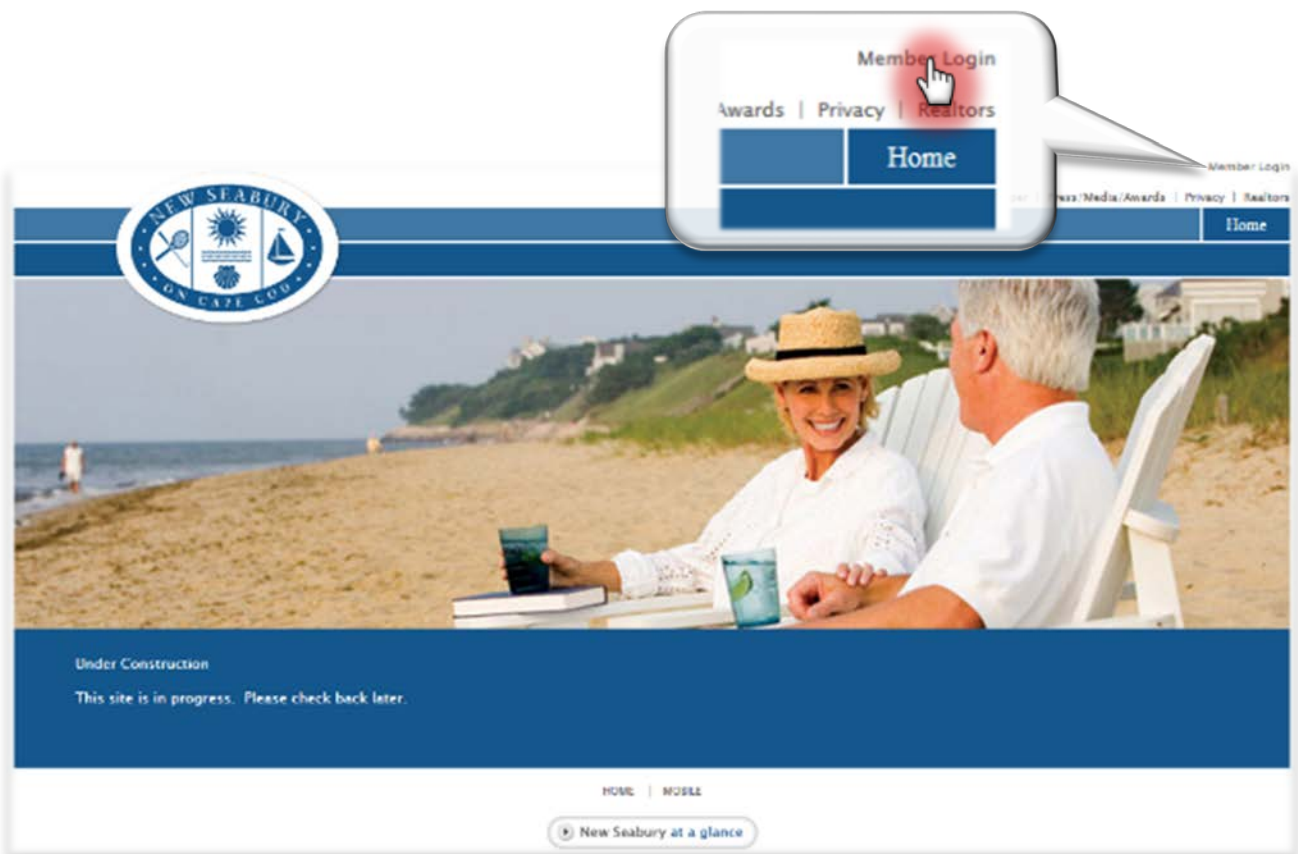 Member Login
Awards | Privacy | Realtors
Home
Member Login
Press/Media/Awards | Privacy | Realtors
Home
NEW SEABURY
ON CAPE COD
Under Construction
This site is in progress. Please check back later.
HOME | MOBILE
New Seabury at a glance